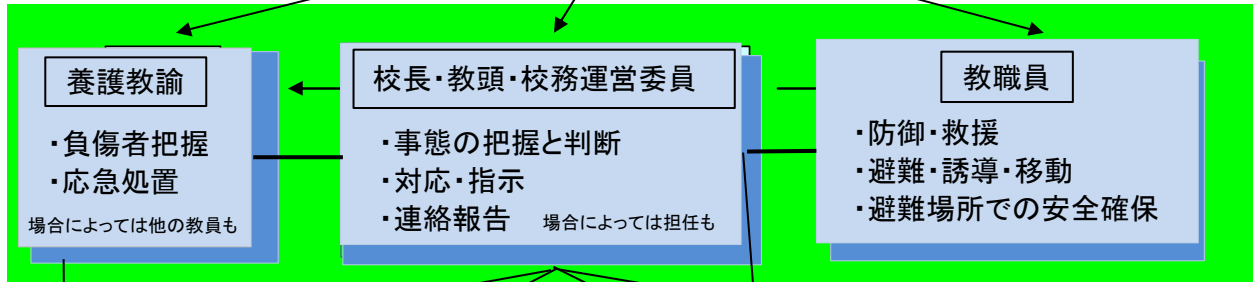 養護教諭
・負傷者把握
・応急処置
場合によっては他の教員も
校長・教頭・校務運営委員
・事態の把握と判断
・対応・指示
・連絡報告 場合によっては担任も
教職員
・防御・救援
・避難・誘導・移動
・避難場所での安全確保